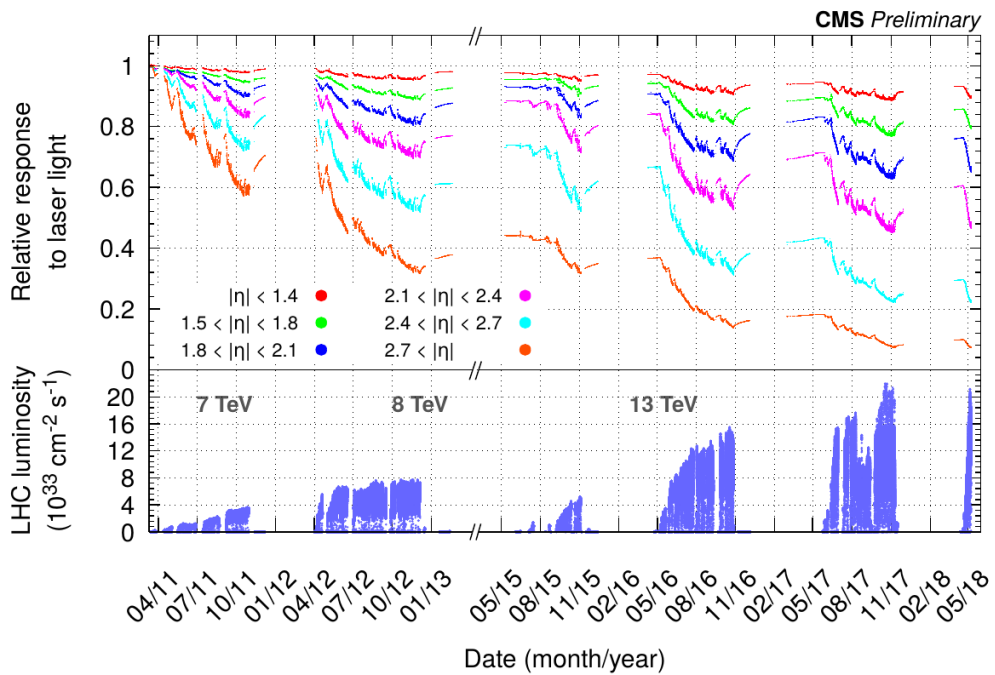 CMS Preliminary
Relative response
to laser light
1
0.8
0.6
0.4
0.2
0
|η| < 1.4
1.5 < |η| < 1.8
1.8 < |η| < 2.1
2.1 < |η| < 2.4
2.4 < |η| < 2.7
2.7 < |η|
LHC luminosity
(10³³ cm⁻² s⁻¹)
20
16
12
8
4
0
7 TeV
8 TeV
13 TeV
04/11
07/11
10/11
01/12
04/12
07/12
10/12
01/13
05/15
08/15
11/15
02/16
05/16
08/16
11/16
02/17
05/17
08/17
11/17
02/18
05/18
Date (month/year)